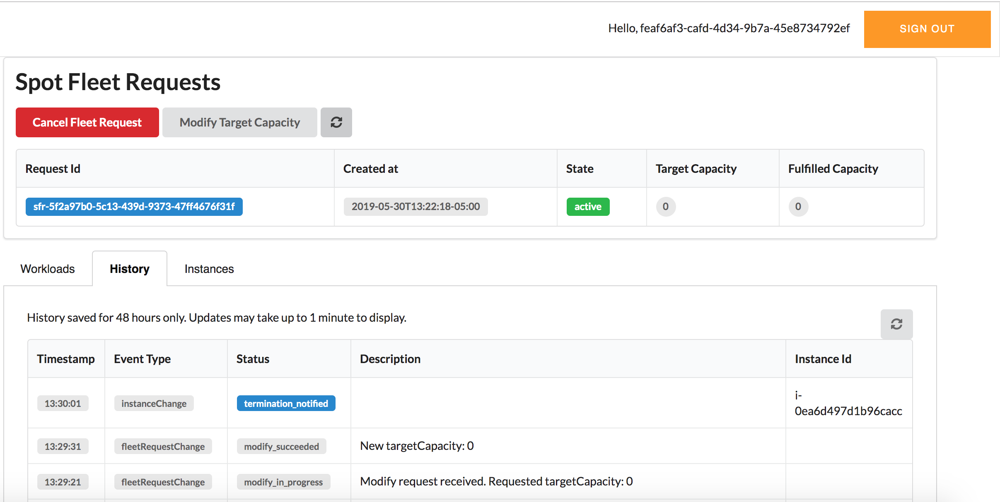 Hello, feaf6af3-cafd-4d34-9b7a-45e8734792ef
SIGN OUT
Spot Fleet Requests
Cancel Fleet Request
Modify Target Capacity
Request Id
Created at
State
Target Capacity
Fulfilled Capacity
sfr-5f2a97b0-5c13-439d-9373-47ff4676f31f
2019-05-30T13:22:18-05:00
active
0
0
Workloads
History
Instances
History saved for 48 hours only. Updates may take up to 1 minute to display.
Timestamp
Event Type
Status
Description
Instance Id
13:30:01
instanceChange
termination_notified
i-
0ea6d497d1b96cacc
13:29:31
fleetRequestChange
modify_succeeded
New targetCapacity: 0
13:29:21
fleetRequestChange
modify_in_progress
Modify request received. Requested targetCapacity: 0